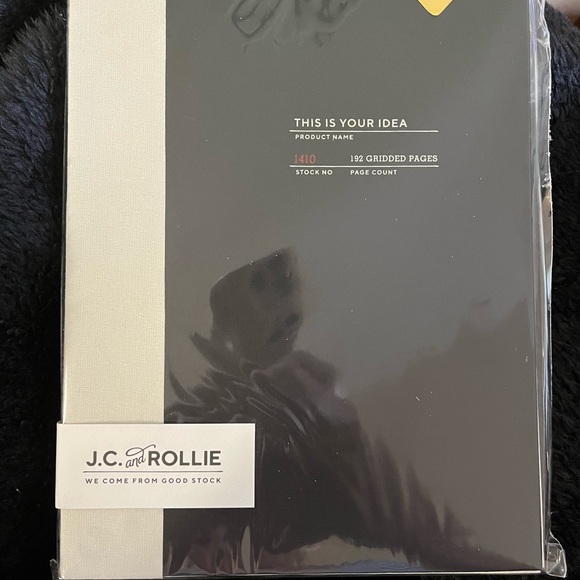 THIS IS YOUR IDEA
PRODUCT NAME
1410 192 GRIDDED PAGES
STOCK NO PAGE COUNT
J.C. and ROLLIE
WE COME FROM GOOD STOCK